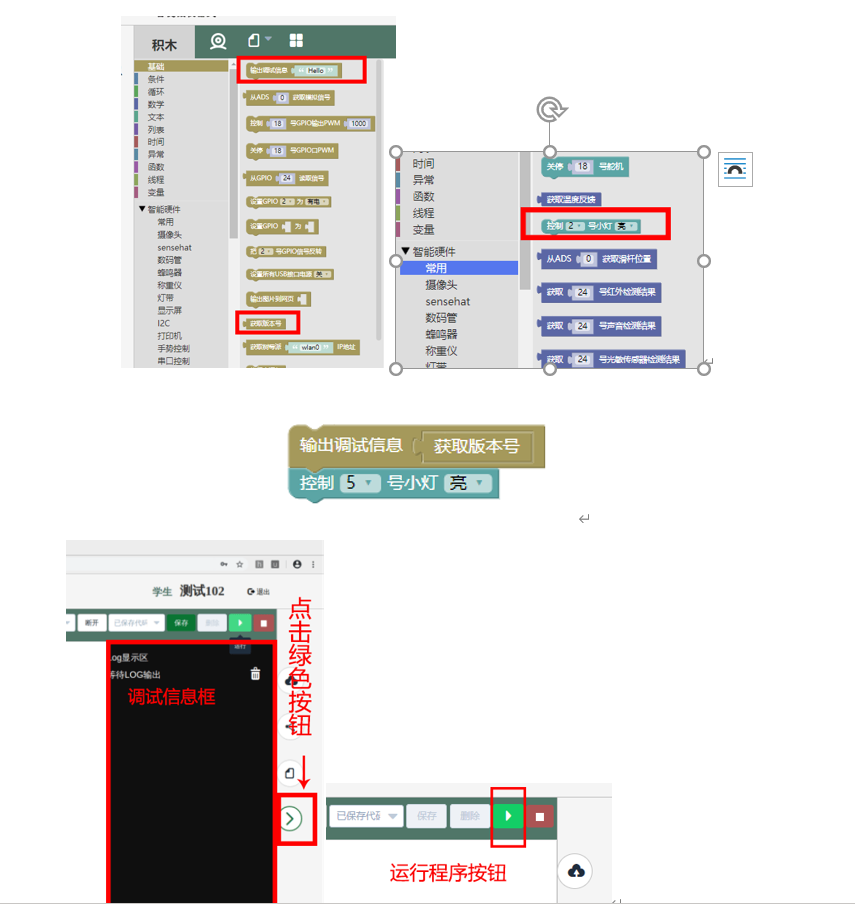 积木
基础
条件
循环
数学
文本
列表
时间
异常
函数
线程
变量
智能硬件
常用
摄像头
sensehat
数码管
蜂鸣器
称重仪
灯带
显示屏
I2C
打印机
手势控制
串口控制
输出调试信息 “ Hello ”
从ADS 0 获取模拟信号
控制 18 号GPIO输出PWM 1000
关停 18 号GPIO口PWM
从GPIO 24 读取信号
设置GPIO 2 为 有电
设置GPIO 为
把 2 号GPIO信号反转
设置所有USB接口电源 关
输出图片到网页
获取版本号
“ wlan0 ” IP地址
时间
异常
函数
线程
变量
智能硬件
常用
摄像头
sensehat
数码管
蜂鸣器
称重仪
灯带
关停 18 号舵机
获取温度反馈
控制 2 号小灯 亮
从ADS 0 获取滑杆位置
获取 24 号红外检测结果
获取 24 号声音检测结果
获取 24 号光敏传感器检测结果
输出调试信息 获取版本号
控制 5 号小灯 亮
学生 测试102 退出
断开 已保存代码 保存 删除
运行
Log显示区
等待LOG输出
调试信息框
点击绿色按钮
已保存代码 保存 删除
运行程序按钮